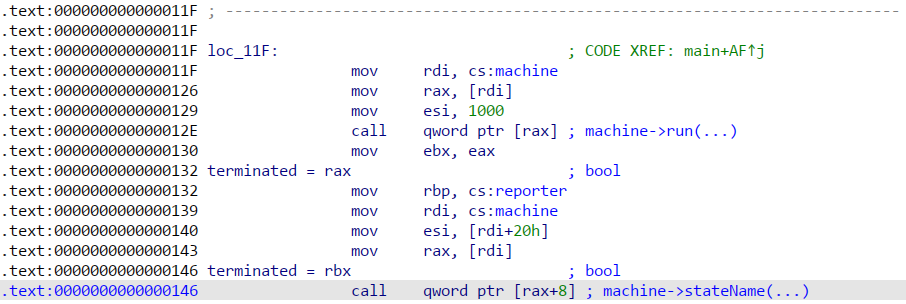 .text:000000000000011F ; ---------------------------------------------------------------------------
.text:000000000000011F
.text:000000000000011F loc_11F: ; CODE XREF: main+AF↑j
.text:000000000000011F mov rdi, cs:machine
.text:0000000000000126 mov rax, [rdi]
.text:0000000000000129 mov esi, 1000
.text:000000000000012E call qword ptr [rax] ; machine->run(...)
.text:0000000000000130 mov ebx, eax
.text:0000000000000132 terminated = rax ; bool
.text:0000000000000132 mov rbp, cs:reporter
.text:0000000000000139 mov rdi, cs:machine
.text:0000000000000140 mov esi, [rdi+20h]
.text:0000000000000143 mov rax, [rdi]
.text:0000000000000146 terminated = rbx ; bool
.text:0000000000000146 call qword ptr [rax+8] ; machine->stateName(...)